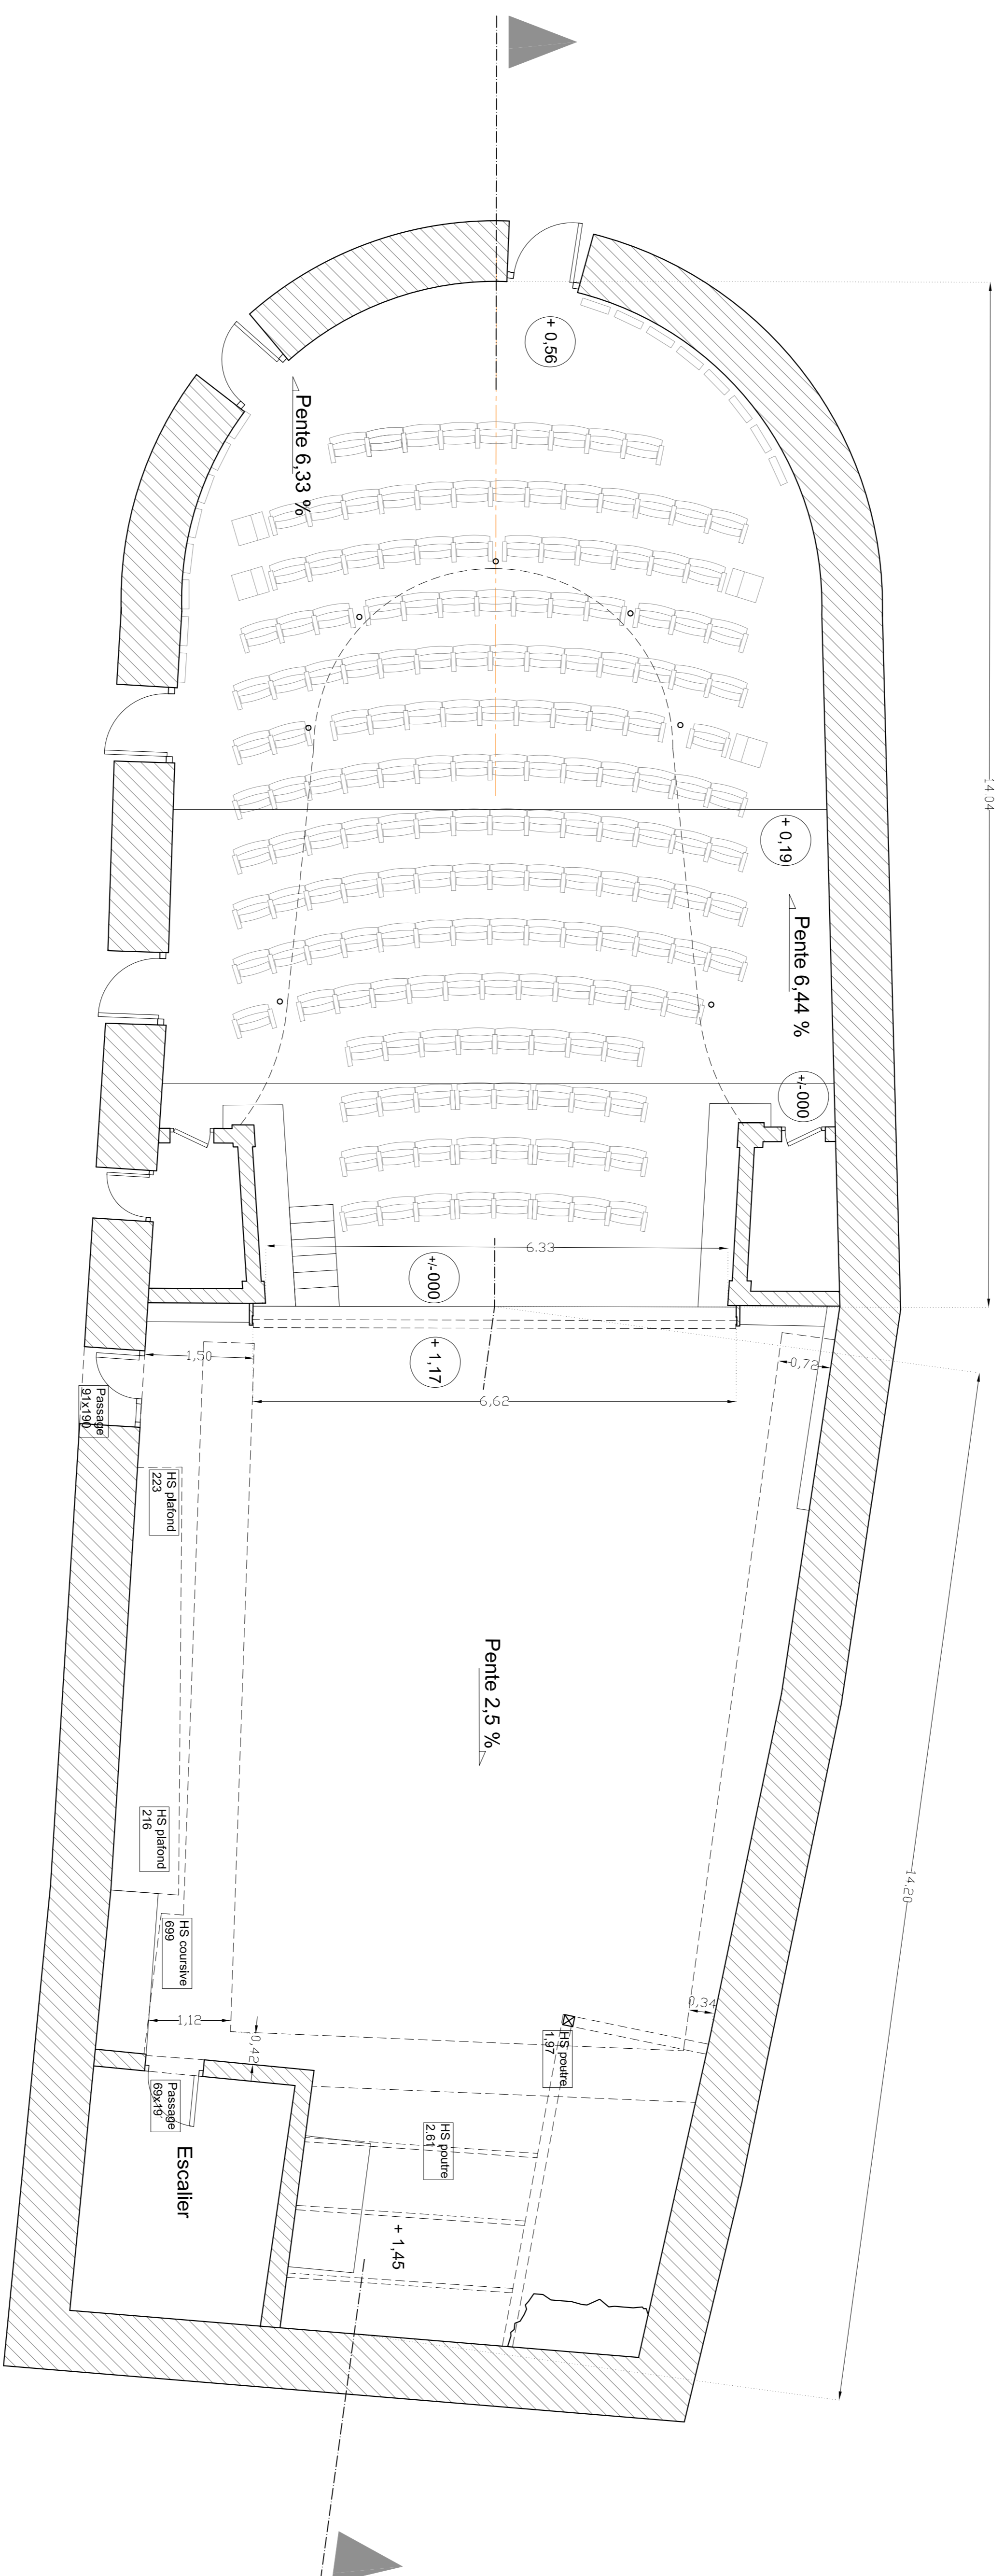 + 0,56
Pente 6,33 %
14.04
+ 0,19
Pente 6,44 %
+/-000
6.33
+/-000
+ 1,17
1,50
0,72
6,62
Passage
91x190
HS plafond
223
Pente 2,5 %
HS plafond
216
14.20
HS coursive
699
0,34
1,12
0,42
HS poutre
1.97
Passage
69x191
HS poutre
2.61
Escalier
+ 1,45